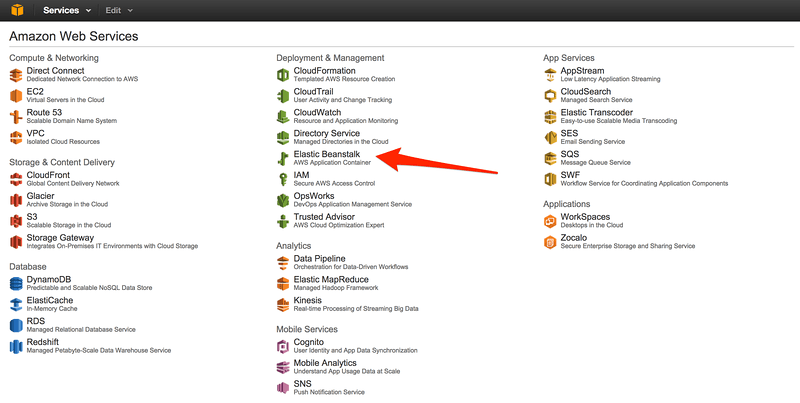 Services
Edit
Amazon Web Services
Compute & Networking
Direct Connect
Dedicated Network Connection to AWS
EC2
Virtual Servers in the Cloud
Route 53
Scalable Domain Name System
VPC
Isolated Cloud Resources
Storage & Content Delivery
CloudFront
Global Content Delivery Network
Glacier
Archive Storage in the Cloud
S3
Scalable Storage in the Cloud
Storage Gateway
Integrates On-Premises IT Environments with Cloud Storage
Database
DynamoDB
Predictable and Scalable NoSQL Data Store
ElastiCache
In-Memory Cache
RDS
Managed Relational Database Service
Redshift
Managed Petabyte-Scale Data Warehouse Service
Deployment & Management
CloudFormation
Templated AWS Resource Creation
CloudTrail
User Activity and Change Tracking
CloudWatch
Resource and Application Monitoring
Directory Service
Managed Directories in the Cloud
Elastic Beanstalk
AWS Application Container
IAM
Secure AWS Access Control
OpsWorks
DevOps Application Management Service
Trusted Advisor
AWS Cloud Optimization Expert
Analytics
Data Pipeline
Orchestration for Data-Driven Workflows
Elastic MapReduce
Managed Hadoop Framework
Kinesis
Real-time Processing of Streaming Big Data
Mobile Services
Cognito
User Identity and App Data Synchronization
Mobile Analytics
Understand App Usage Data at Scale
SNS
Push Notification Service
App Services
AppStream
Low Latency Application Streaming
CloudSearch
Managed Search Service
Elastic Transcoder
Easy-to-use Scalable Media Transcoding
SES
Email Sending Service
SQS
Message Queue Service
SWF
Workflow Service for Coordinating Application Components
Applications
WorkSpaces
Desktops in the Cloud
Zocalo
Secure Enterprise Storage and Sharing Service